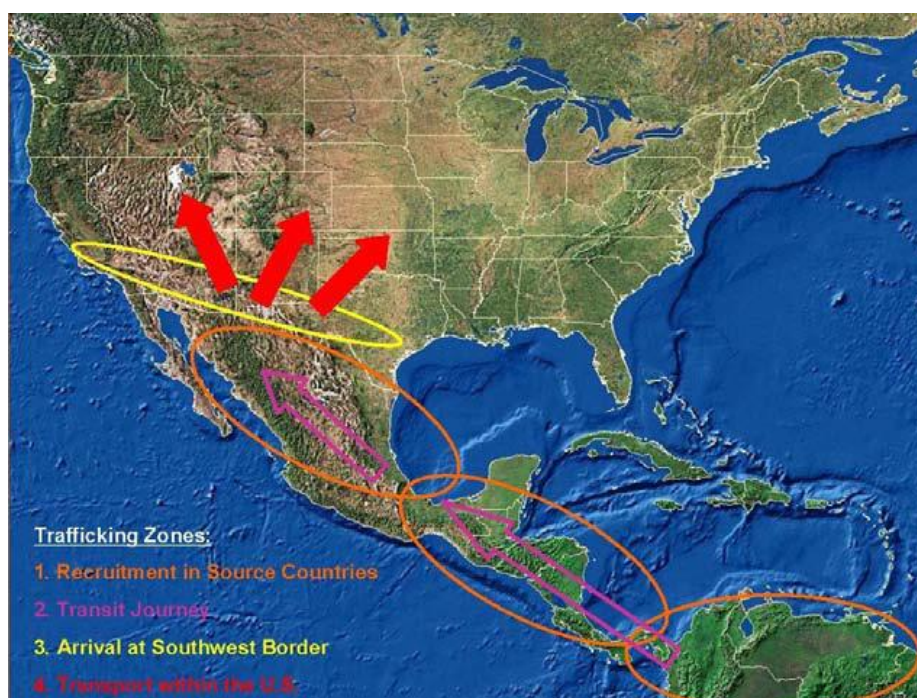 Trafficking Zones:
1. Recruitment in Source Countries
2. Transit Journey
3. Arrival at Southwest Border
4. Transport within the U.S.